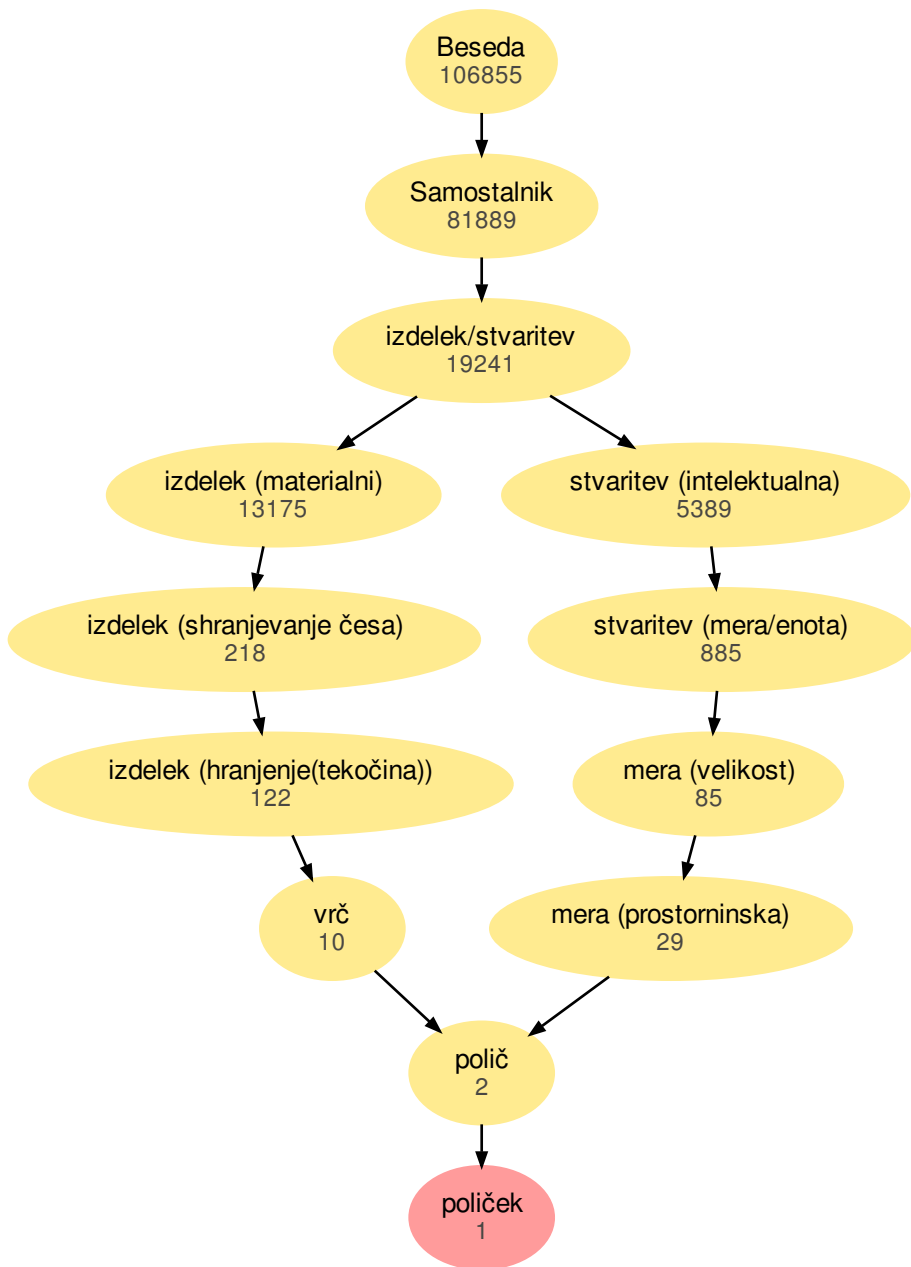 Beseda
106855
Samostalnik
81889
izdelek/stvaritev
19241
izdelek (materialni)
13175
stvaritev (intelektualna)
5389
izdelek (shranjevanje česa)
218
stvaritev (mera/enota)
885
izdelek (hranjenje(tekočina))
122
mera (velikost)
85
vrč
10
mera (prostorninska)
29
polič
2
poliček
1